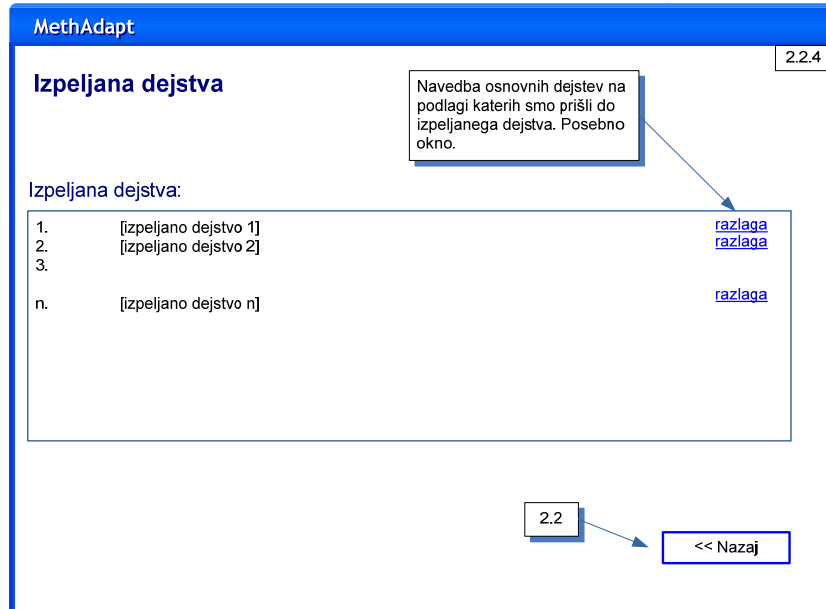 MethAdapt
2.2.4
Izpeljana dejstva
Navedba osnovnih dejstev na
podlagi katerih smo prišli do
izpeljanega dejstva. Posebno
okno.
Izpeljana dejstva:
1. [izpeljano dejstvo 1] razlaga
2. [izpeljano dejstvo 2] razlaga
3.
n. [izpeljano dejstvo n] razlaga
2.2
<< Nazaj